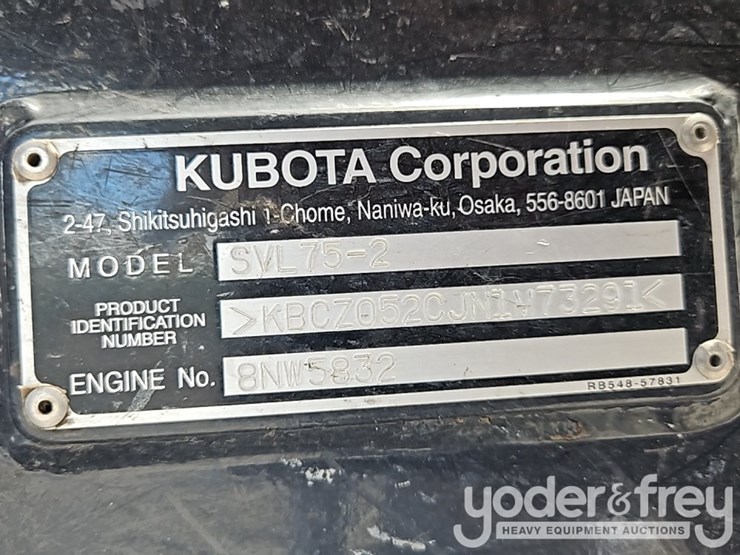 KUBOTA Corporation
2-47, Shikitsuhigashi 1-Chome, Naniwa-ku, Osaka, 556-8601 JAPAN
MODEL SVL75-2
PRODUCT
IDENTIFICATION
NUMBER
>KBCZ052CJN1W73291<
ENGINE No. 8NW5832
RB548-57831
yoder&frey
HEAVY EQUIPMENT AUCTIONS